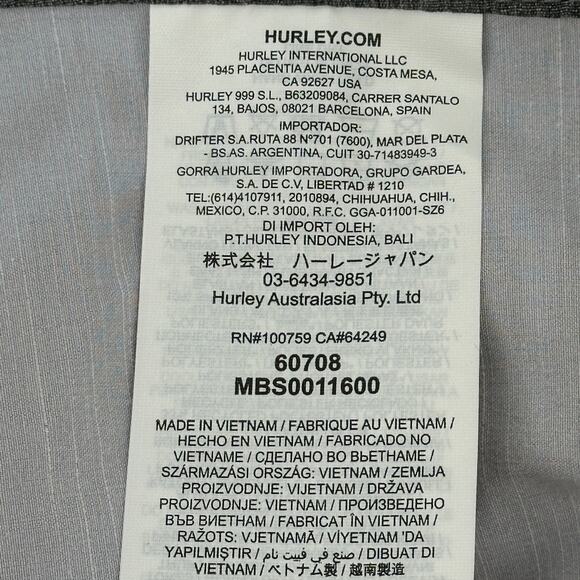 HURLEY.COM
HURLEY INTERNATIONAL LLC
1945 PLACENTIA AVENUE, COSTA MESA,
CA 92627 USA
HURLEY 999 S.L., B63209084, CARRER SANTALO
134, BAJOS, 08021 BARCELONA, SPAIN
IMPORTADOR:
DRIFTER S.A.RUTA 88 Nº701 (7600), MAR DEL PLATA
- BS.AS. ARGENTINA, CUIT 30-71483949-3
GORRA HURLEY IMPORTADORA, GRUPO GARDEA,
S.A. DE C.V, LIBERTAD # 1210
TEL:(614)4107911, 2010894, CHIHUAHUA, CHIH.,
MEXICO, C.P. 31000, R.F.C. GGA-011001-SZ6
DI IMPORT OLEH:
P.T.HURLEY INDONESIA, BALI
株式会社 ハーレージャパン
03-6434-9851
Hurley Australasia Pty. Ltd
RN#100759 CA#64249
60708
MBS0011600
MADE IN VIETNAM / FABRIQUE AU VIETNAM /
HECHO EN VIETNAM / FABRICADO NO
VIETNAME / СДЕЛАНО ВО ВЬЕТНАМЕ /
SZÁRMAZÁSI ORSZÁG: VIETNAM / ZEMLJA
PROIZVODNJE: VIJETNAM / DRŽAVA
PROIZVODNJE: VIETNAM / ПРОИЗВЕДЕНО
ВЪВ ВИЕТНАМ / FABRICAT ÎN VIETNAM /
RAŽOTS: VJETNAMĀ / VİYETNAM 'DA
YAPILMIŞTIR / صنع في فييت نام / DIBUAT DI
VIETNAM / ベトナム製 / 越南製造